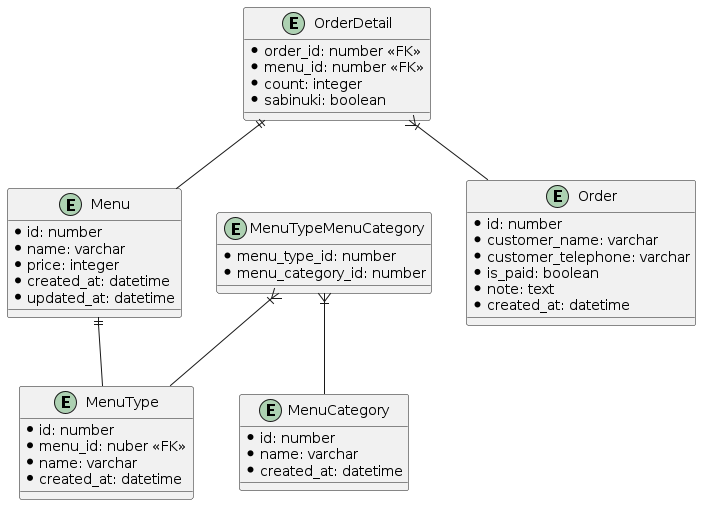 E OrderDetail
order_id: number «FK»
menu_id: number «FK»
count: integer
sabinuki: boolean
E Menu
id: number
name: varchar
price: integer
created_at: datetime
updated_at: datetime
E MenuTypeMenuCategory
menu_type_id: number
menu_category_id: number
E Order
id: number
customer_name: varchar
customer_telephone: varchar
is_paid: boolean
note: text
created_at: datetime
E MenuType
id: number
menu_id: nuber «FK»
name: varchar
created_at: datetime
E MenuCategory
id: number
name: varchar
created_at: datetime